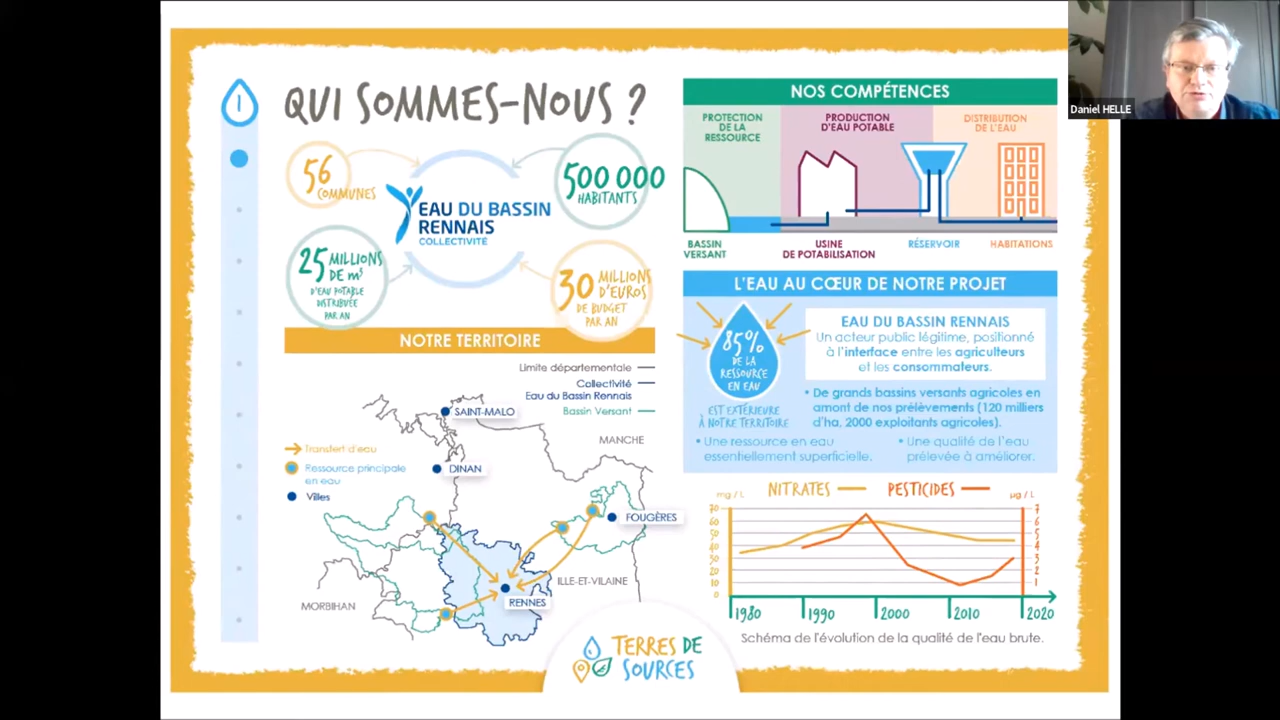 QUI SOMMES-NOUS ?
56
COMMUNES
500 000
HABITANTS
EAU DU BASSIN
RENNAIS
COLLECTIVITÉ
25 MILLIONS
DE m³
D'EAU POTABLE
DISTRIBUÉE
PAR AN
30 MILLIONS
D'EUROS
DE BUDGET
PAR AN
NOTRE TERRITOIRE
Limite départementale
Collectivité
Eau du Bassin Rennais
Bassin Versant
Transfert d'eau
Ressource principale
en eau
Villes
SAINT-MALO
MANCHE
DINAN
FOUGÈRES
ILLE-ET-VILAINE
RENNES
MORBIHAN
TERRES DE
SOURCES
NOS COMPÉTENCES
PROTECTION
DE LA
RESSOURCE
PRODUCTION
D'EAU POTABLE
DISTRIBUTION
DE L'EAU
BASSIN
VERSANT
USINE
DE POTABILISATION
RÉSERVOIR
HABITATIONS
L'EAU AU CŒUR DE NOTRE PROJET
85%
DE LA
RESSOURCE
EN EAU
EST EXTÉRIEURE
À NOTRE TERRITOIRE
EAU DU BASSIN RENNAIS
Un acteur public légitime, positionné
à l'interface entre les agriculteurs
et les consommateurs.
• De grands bassins versants agricoles en
amont de nos prélèvements (120 milliers
d'ha, 2000 exploitants agricoles).
• Une ressource en eau
essentiellement superficielle.
• Une qualité de l'eau
prélevée à améliorer.
mg / L
NITRATES
PESTICIDES
µg / L
70
60
50
40
30
20
10
0
7
6
5
4
3
2
1
1980
1990
2000
2010
2020
Schéma de l'évolution de la qualité de l'eau brute.
Daniel HELLE